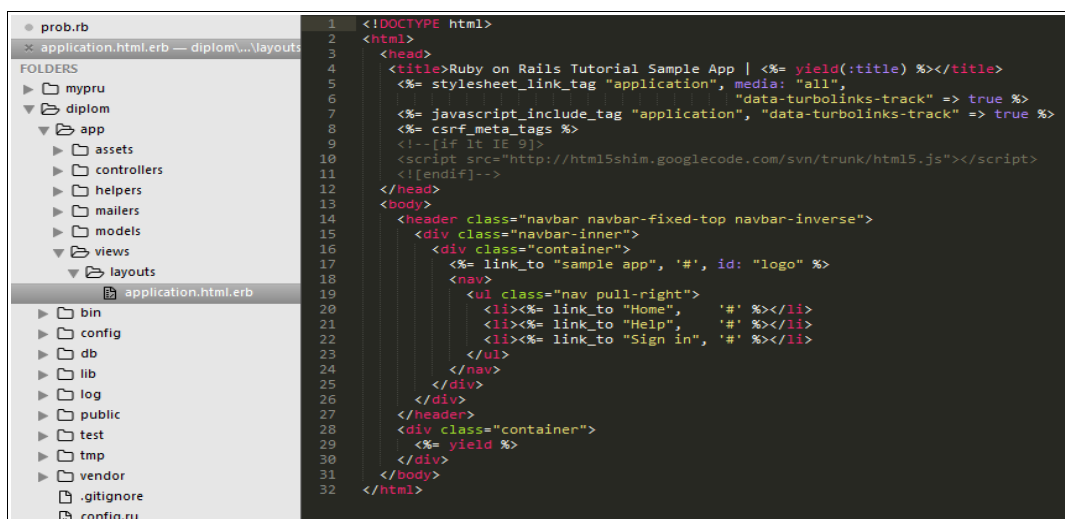 prob.rb
application.html.erb — diplom\...\layouts
FOLDERS
mypru
diplom
app
assets
controllers
helpers
mailers
models
views
layouts
application.html.erb
bin
config
db
lib
log
public
test
tmp
vendor
.gitignore
config.ru
1 <!DOCTYPE html>
2 <html>
3 <head>
4 <title>Ruby on Rails Tutorial Sample App | <%= yield(:title) %></title>
5 <%= stylesheet_link_tag "application", media: "all",
6 "data-turbolinks-track" => true %>
7 <%= javascript_include_tag "application", "data-turbolinks-track" => true %>
8 <%= csrf_meta_tags %>
9 <!--[if lt IE 9]>
10 <script src="http://html5shim.googlecode.com/svn/trunk/html5.js"></script>
11 <![endif]-->
12 </head>
13 <body>
14 <header class="navbar navbar-fixed-top navbar-inverse">
15 <div class="navbar-inner">
16 <div class="container">
17 <%= link_to "sample app", '#', id: "logo" %>
18 <nav>
19 <ul class="nav pull-right">
20 <li><%= link_to "Home", '#' %></li>
21 <li><%= link_to "Help", '#' %></li>
22 <li><%= link_to "Sign in", '#' %></li>
23 </ul>
24 </nav>
25 </div>
26 </div>
27 </header>
28 <div class="container">
29 <%= yield %>
30 </div>
31 </body>
32 </html>